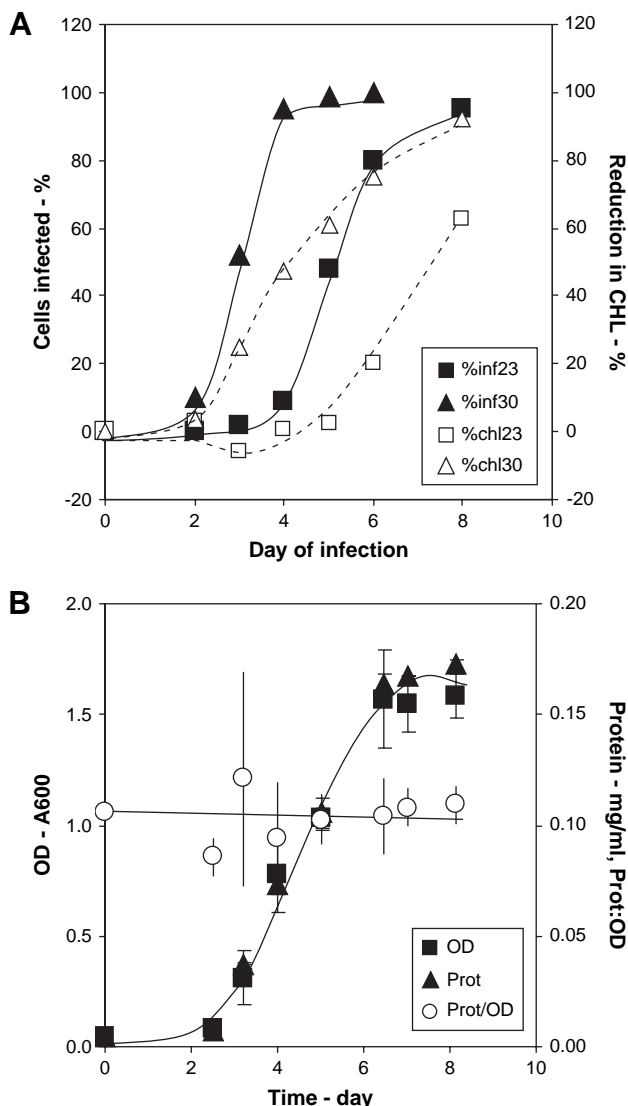 A
120
100
80
60
40
20
0
-20
Cells infected - %
120
100
80
60
40
20
0
-20
Reduction in CHL - %
%inf23
%inf30
%chl23
%chl30
0 2 4 6 8 10
Day of infection
B
2.0
1.5
1.0
0.5
0.0
OD - A600
0.20
0.15
0.10
0.05
0.00
Protein - mg/ml, Prot:OD
OD
Prot
Prot/OD
0 2 4 6 8 10
Time - day